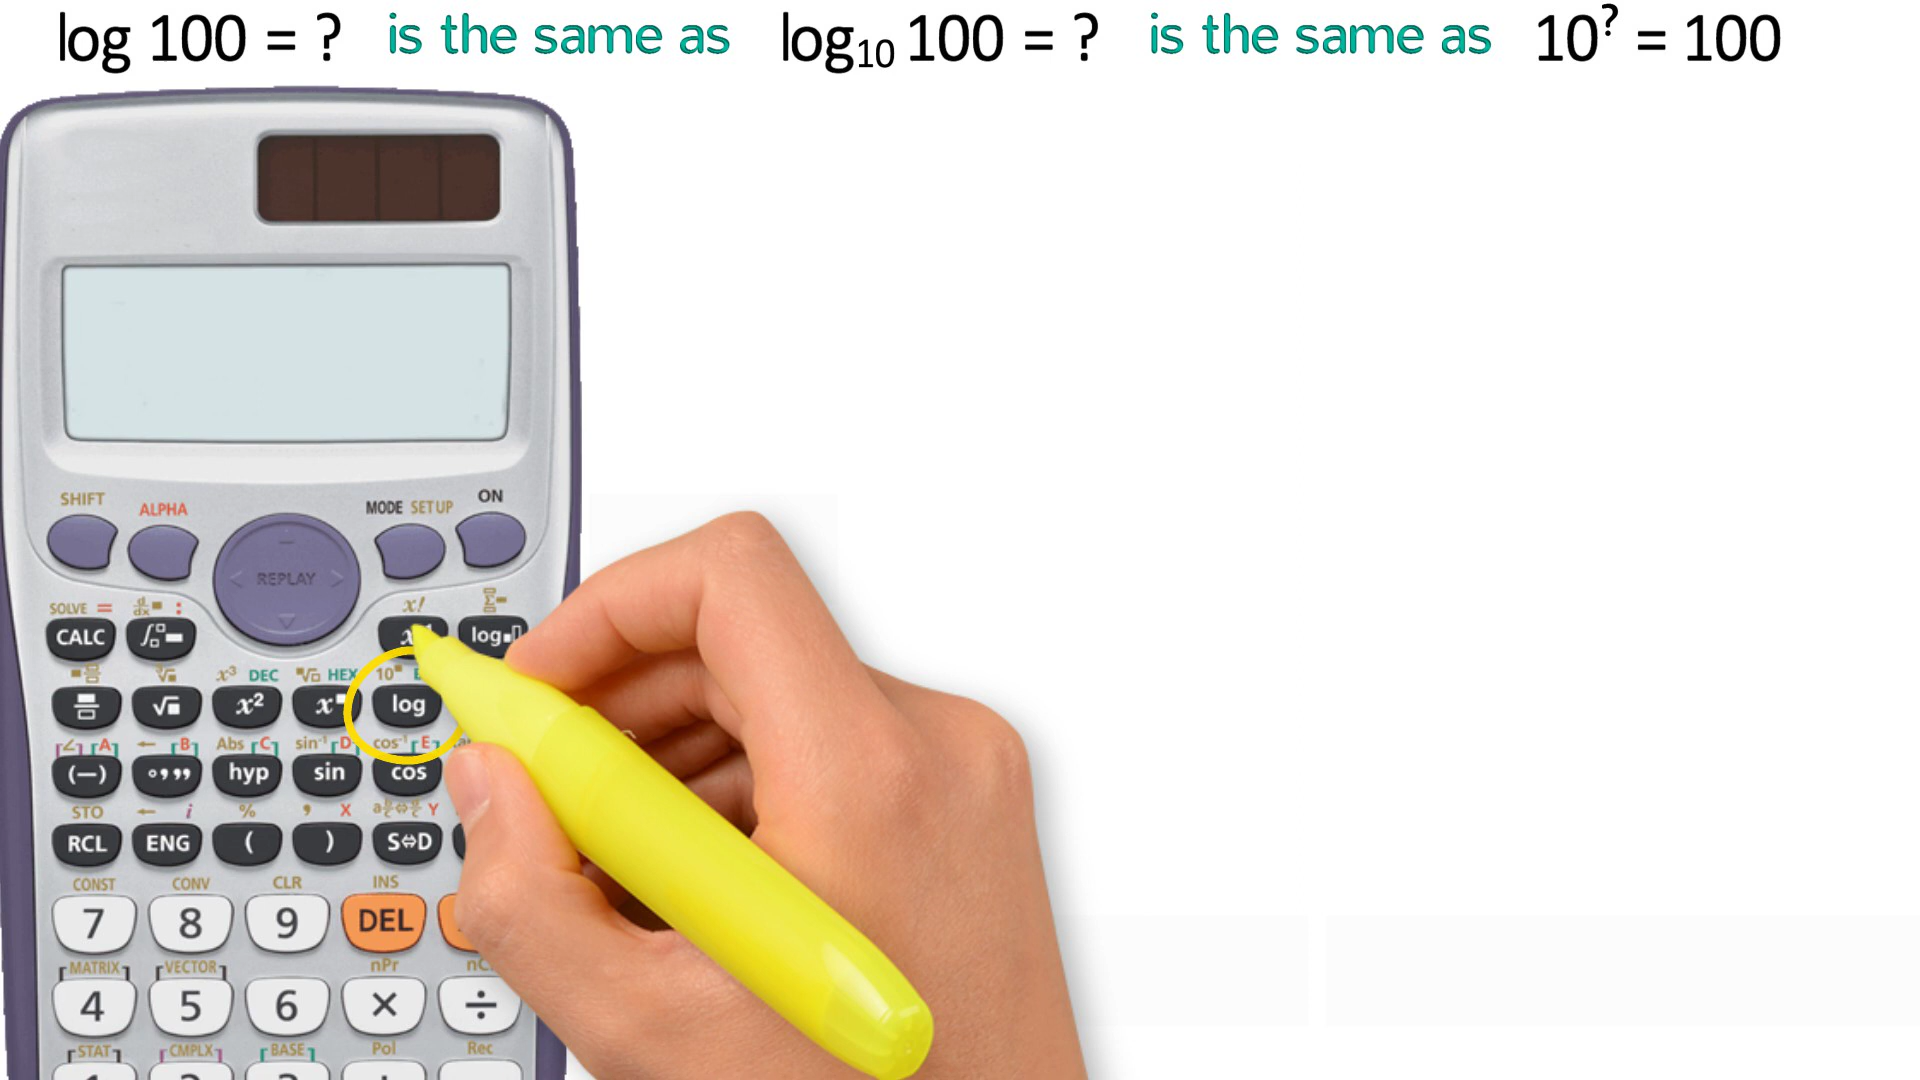 log 100 = ? is the same as log₁₀ 100 = ? is the same as 10^? = 100
SHIFT ALPHA MODE SETUP ON
REPLAY
SOLVE = d/dx : x! Σ
CALC ∫ log
√ x³ DEC √ HEX 10
√ x² x log
∠ A ← B Abs C sin⁻¹ D cos⁻¹ E
(−) °,,, hyp sin cos
STO ← i % , X a b/c ⇔ d/c Y
RCL ENG ( ) S⇔D
CONST CONV CLR INS
7 8 9 DEL
MATRIX VECTOR nPr
4 5 6 × ÷
STAT CMPLX BASE Pol Rec